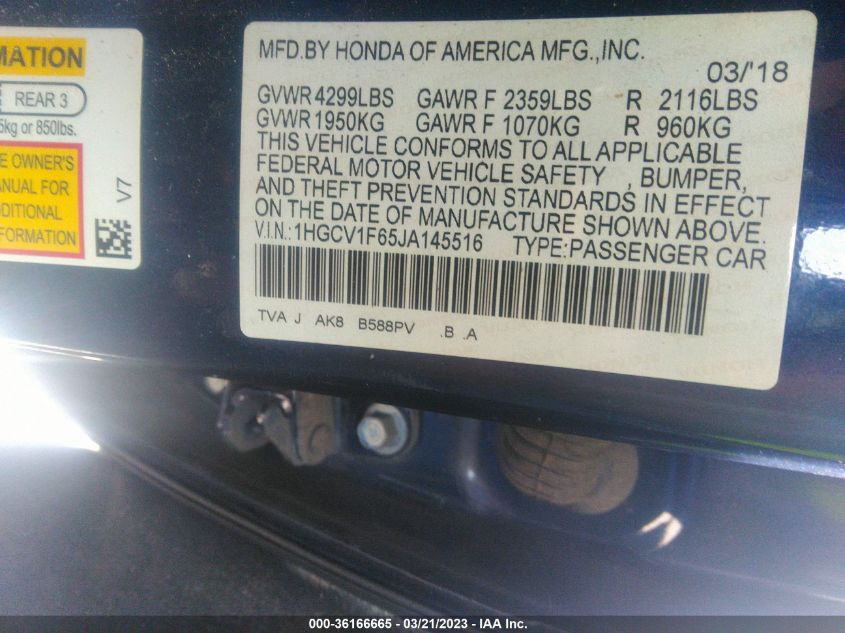 MATION
REAR 3
5kg or 850lbs.
E OWNER'S
ANUAL FOR
DDITIONAL
FORMATION
V7
MFD.BY HONDA OF AMERICA MFG.,INC.
03/'18
GVWR 4299LBS GAWR F 2359LBS R 2116LBS
GVWR 1950KG GAWR F 1070KG R 960KG
THIS VEHICLE CONFORMS TO ALL APPLICABLE
FEDERAL MOTOR VEHICLE SAFETY , BUMPER,
AND THEFT PREVENTION STANDARDS IN EFFECT
ON THE DATE OF MANUFACTURE SHOWN ABOVE.
V.I.N.:1HGCV1F65JA145516 TYPE:PASSENGER CAR
TVA J AK8 B588PV .B .A
000-36166665 - 03/21/2023 - IAA Inc.